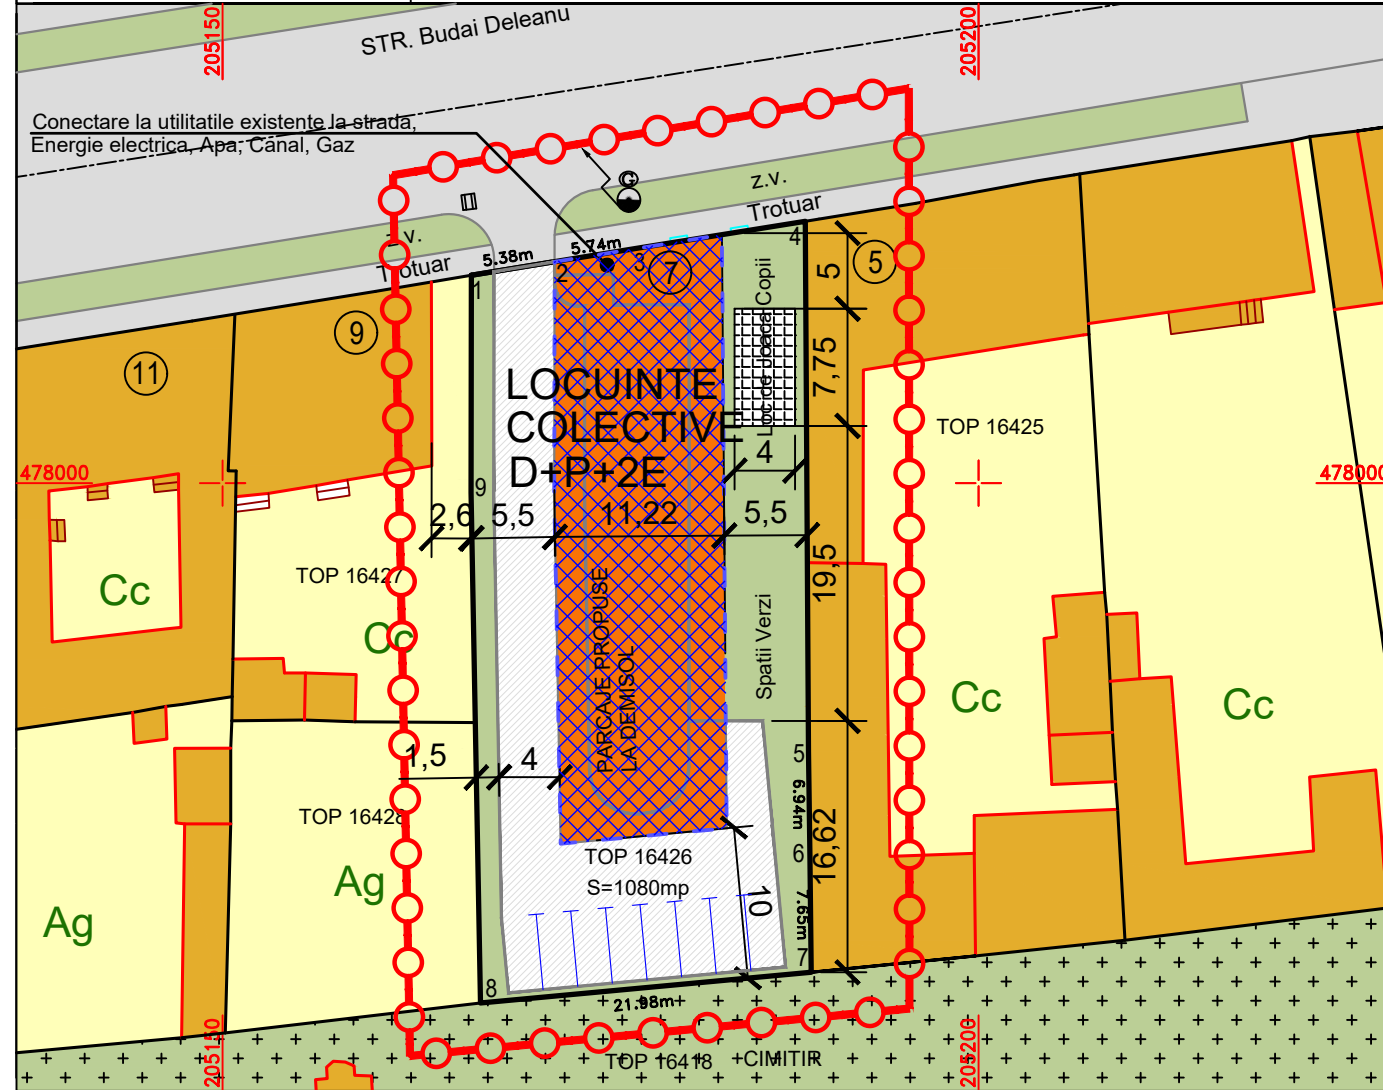 205150
205200
STR. Budai Deleanu
Conectare la utilitatile existente la strada,
Energie electrica, Apa, Canal, Gaz
G
z.v.
Trotuar
z.v.
Trotuar
5.38m
5.74m
1
2
3
4
7
5
9
11
5
Loc de Joaca Copii
7,75
LOCUINTE
COLECTIVE
D+P+2E
TOP 16425
4
478000
478000
9
2,6
5,5
11,22
5,5
19,5
TOP 16427
Cc
Cc
PARCAJE PROPUSE
LA DEMISOL
Spatii Verzi
Cc
Cc
1,5
4
5
6.94m
TOP 16428
16,62
6
TOP 16426
S=1080mp
Ag
Ag
10
7.65m
7
8
21.98m
205150
205200
TOP 16418
CIMITIR